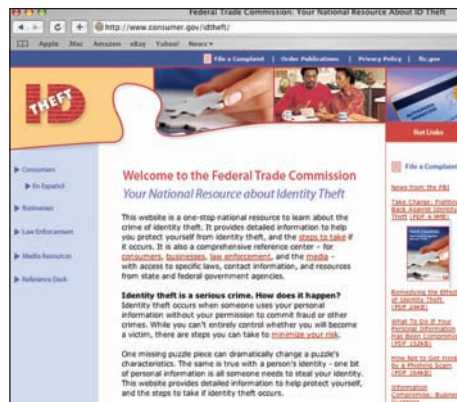 Federal Trade Commission: Your National Resource About ID Theft
http://www.consumer.gov/idtheft/
Apple Mac Amazon eBay Yahoo! News
File a Complaint | Order Publications | Privacy Policy | ftc.gov
ID
THEFT
Hot Links
Consumers
En Español
Businesses
Law Enforcement
Media Resources
Reference Desk
Welcome to the Federal Trade Commission
Your National Resource about Identity Theft
This website is a one-stop national resource to learn about the
crime of identity theft. It provides detailed information to help
you protect yourself from identity theft, and the steps to take if
it occurs. It is also a comprehensive reference center - for
consumers, businesses, law enforcement, and the media -
with access to specific laws, contact information, and resources
from state and federal government agencies.
Identity theft is a serious crime. How does it happen?
Identity theft occurs when someone uses your personal
information without your permission to commit fraud or other
crimes. While you can't entirely control whether you will become
a victim, there are steps you can take to minimize your risk.
One missing puzzle piece can dramatically change a puzzle's
characteristics. The same is true with a person's identity - one bit
of personal information is all someone needs to steal your identity.
This website provides detailed information to help protect yourself,
and the steps to take if identity theft occurs.
File a Complaint
News from the FBI
Take Charge: Fighting
Back Against Identity
Theft (PDF 4.9MB)
Remedying the Effect
of Identity Theft
(PDF 24KB)
What To Do If Your
Personal Information
Has Been Compromise
(PDF 152KB)
How Not to Get Hook
by a Phishing Scam
(PDF 164KB)
Information
Compromise: Busine